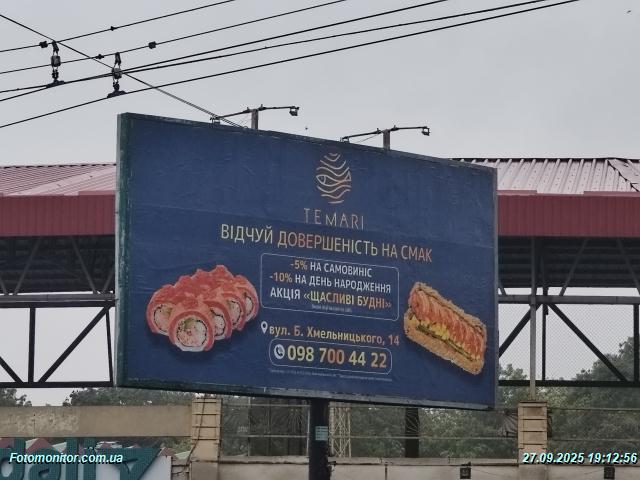 TEMARI
ВІДЧУЙ ДОВЕРШЕНІСТЬ НА СМАК
-5% НА САМОВИНІС
-10% НА ДЕНЬ НАРОДЖЕННЯ
АКЦІЯ «ЩАСЛИВІ БУДНІ»
вул. Б. Хмельницького, 14
098 700 44 22
Fotomonitor.com.ua
27.09.2025 19:12:56